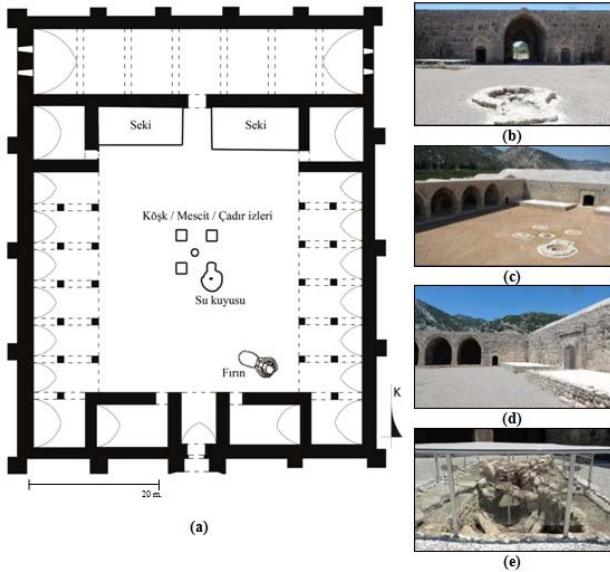 Seki
Seki
Köşk / Mescit / Çadır izleri
Su kuyusu
Fırın
K
20 m.
(a)
(b)
(c)
(d)
(e)